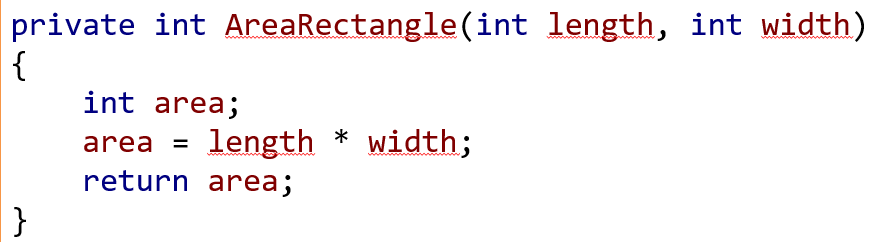 private int AreaRectangle(int length, int width)
{
    int area;
    area = length * width;
    return area;
}